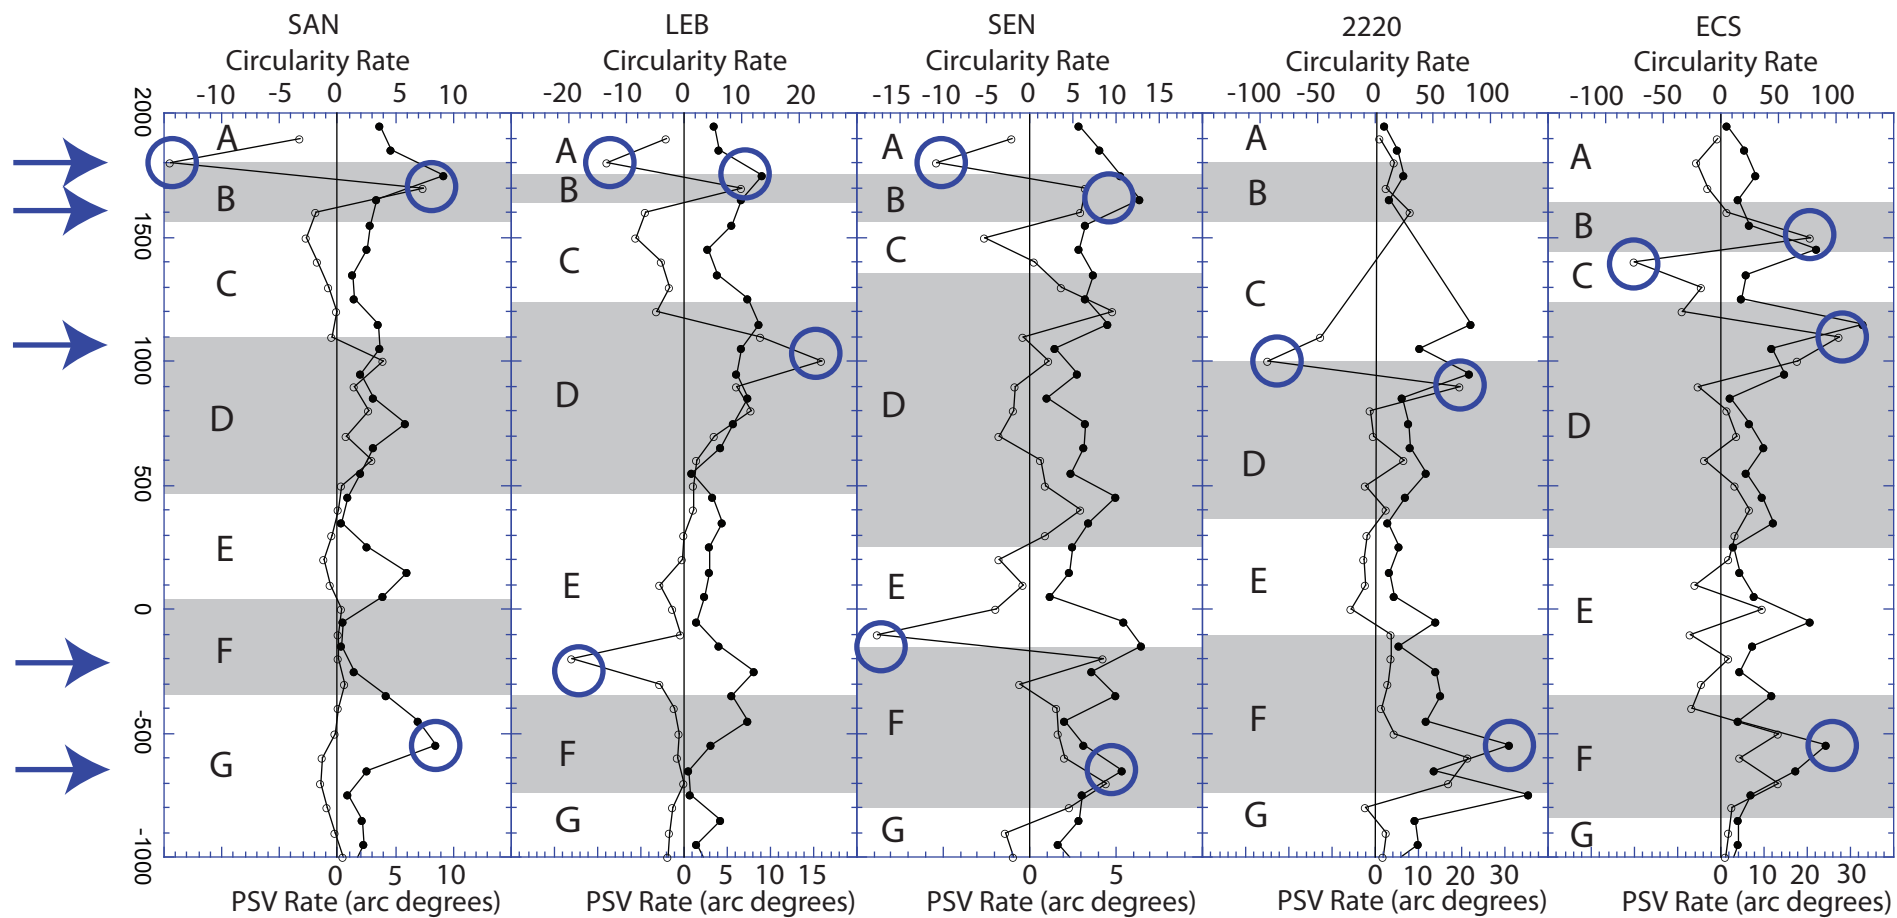 SAN LEB SEN 2220 ECS
Circularity Rate Circularity Rate Circularity Rate Circularity Rate Circularity Rate
-10 -5 0 5 10 -20 -10 0 10 20 -15 -10 -5 0 5 10 15 -100 -50 0 50 100 -100 -50 0 50 100
2000
1500
1000
500
0
-500
-1000
A
B
C
D
E
F
G
A
B
C
D
E
F
G
A
B
C
D
E
F
G
A
B
C
D
E
F
G
A
B
C
D
E
F
G
0 5 10 0 5 10 15 0 5 0 10 20 30 0 10 20 30
PSV Rate (arc degrees) PSV Rate (arc degrees) PSV Rate (arc degrees) PSV Rate (arc degrees) PSV Rate (arc degrees)